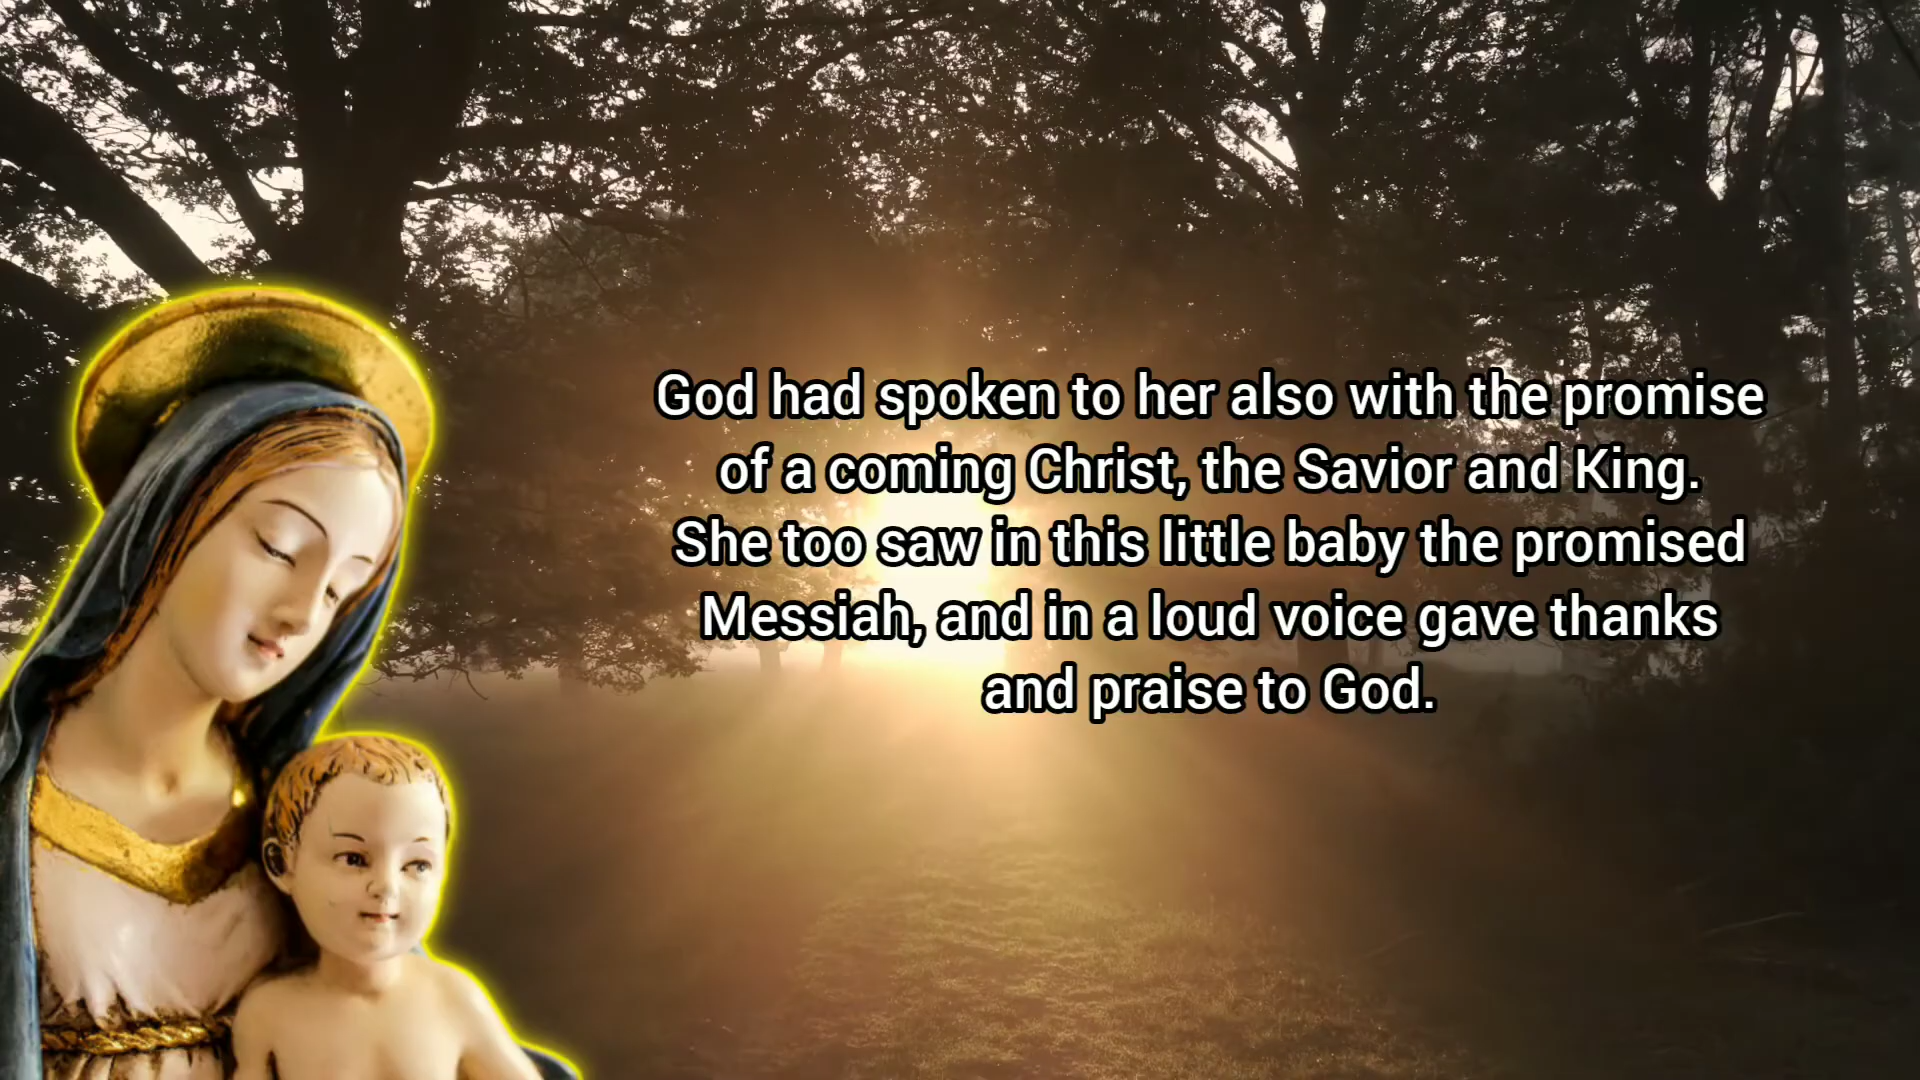 God had spoken to her also with the promise
of a coming Christ, the Savior and King.
She too saw in this little baby the promised
Messiah, and in a loud voice gave thanks
and praise to God.